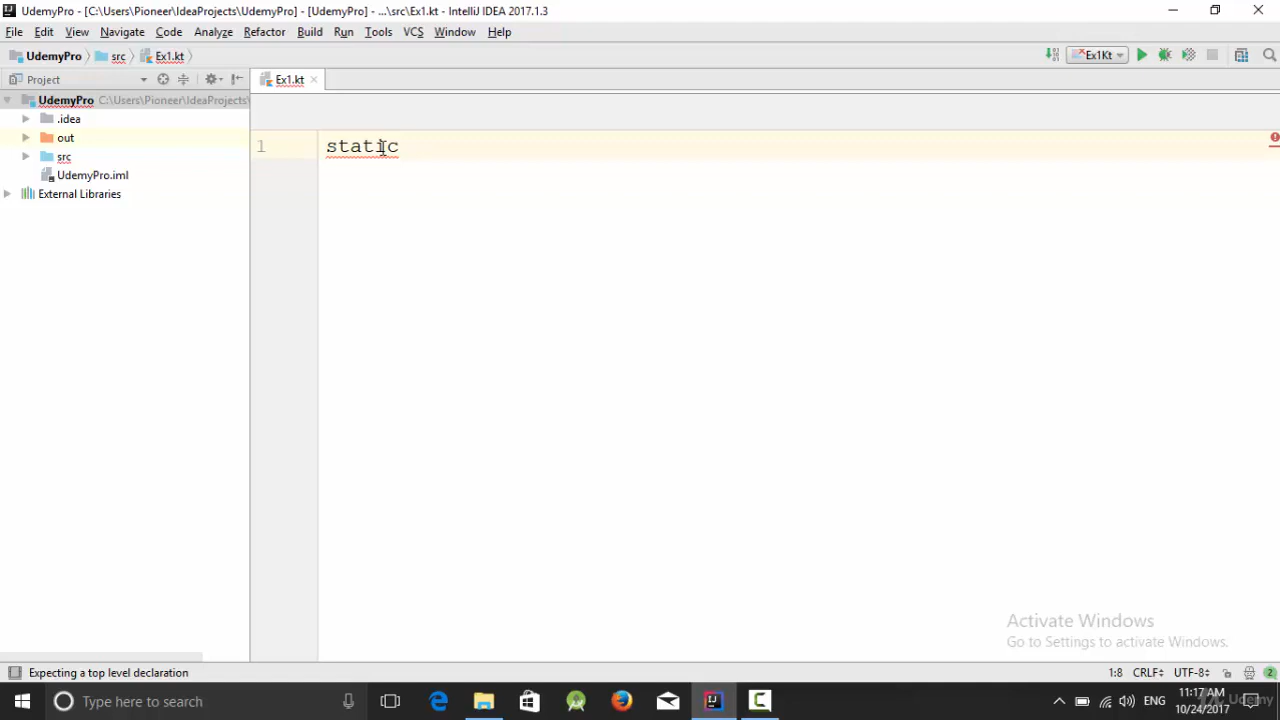 UdemyPro - [C:\Users\Pioneer\IdeaProjects\UdemyPro] - [UdemyPro] - ...\src\Ex1.kt - IntelliJ IDEA 2017.1.3
File Edit View Navigate Code Analyze Refactor Build Run Tools VCS Window Help
UdemyPro src Ex1.kt Ex1Kt
Project Ex1.kt
UdemyPro C:\Users\Pioneer\IdeaProjects\
.idea
out
src
UdemyPro.iml
External Libraries
1 static
Activate Windows
Go to Settings to activate Windows.
Expecting a top level declaration 1:8 CRLF UTF-8 2
Type here to search ENG 11:17 AM
10/24/2017
Udemy